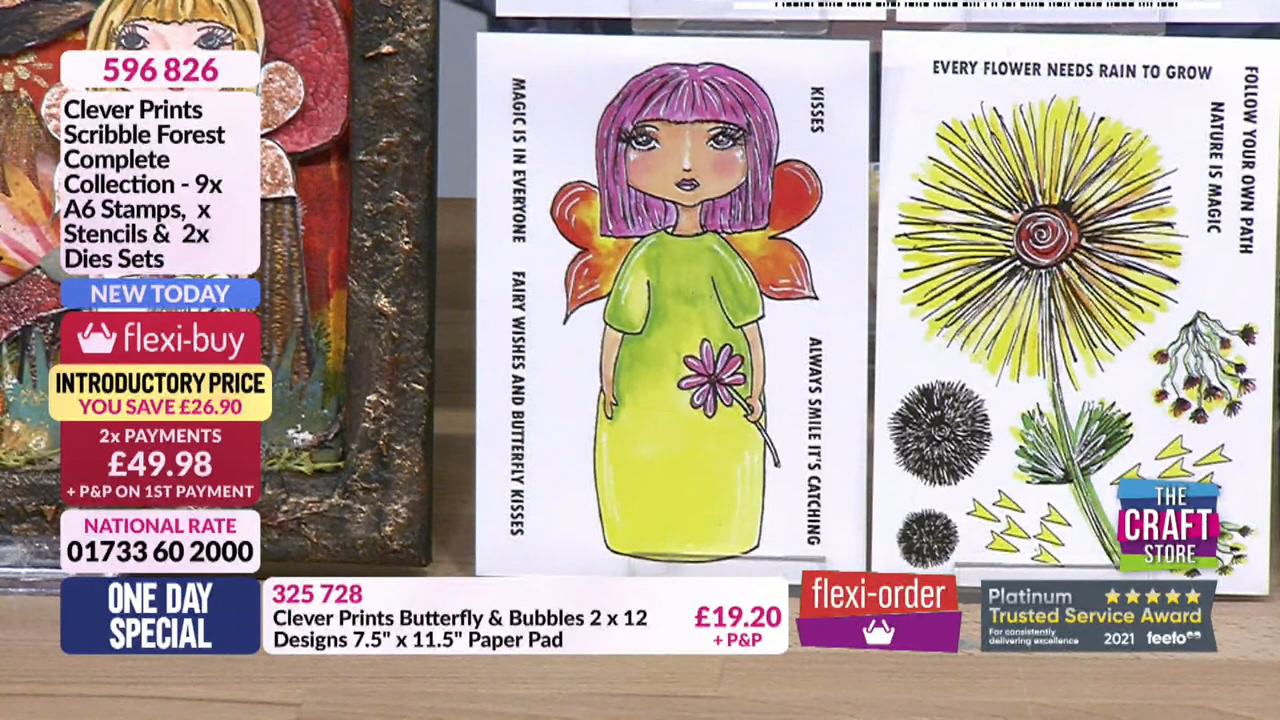 596 826
Clever Prints
Scribble Forest
Complete
Collection - 9x
A6 Stamps, x
Stencils & 2x
Dies Sets
NEW TODAY
flexi-buy
INTRODUCTORY PRICE
YOU SAVE £26.90
2x PAYMENTS
£49.98
+ P&P ON 1ST PAYMENT
NATIONAL RATE
01733 60 2000
MAGIC IS IN EVERYONE
FAIRY WISHES AND BUTTERFLY KISSES
KISSES
ALWAYS SMILE IT'S CATCHING
EVERY FLOWER NEEDS RAIN TO GROW
NATURE IS MAGIC
FOLLOW YOUR OWN PATH
THE
CRAFT
STORE
ONE DAY
SPECIAL
325 728
Clever Prints Butterfly & Bubbles 2 x 12
Designs 7.5" x 11.5" Paper Pad
£19.20
+ P&P
flexi-order
Platinum
Trusted Service Award
For consistently
delivering excellence
2021 feefo